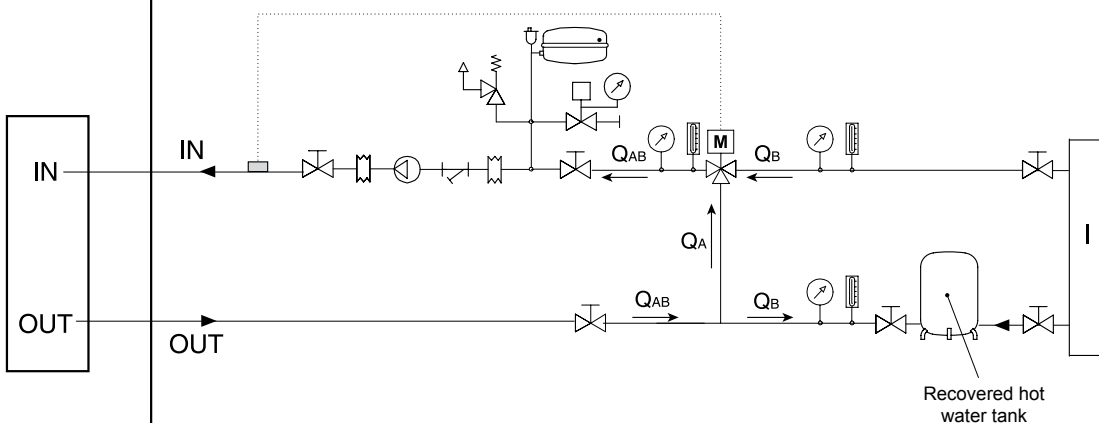 M
IN
IN
QAB
QB
QA
I
OUT
OUT
QAB
QB
Recovered hot
water tank